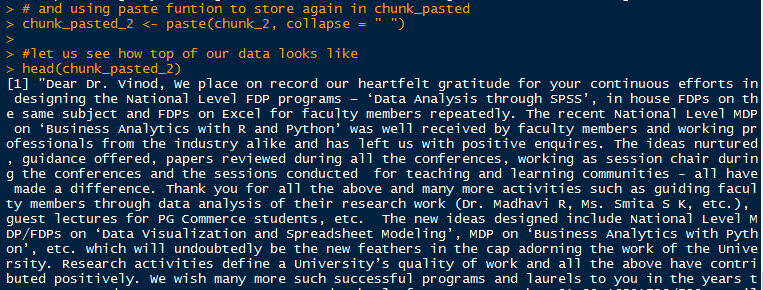 > # and using paste funtion to store again in chunk_pasted
> chunk_pasted_2 <- paste(chunk_2, collapse = " ")
>
> #let us see how top of our data looks like
> head(chunk_pasted_2)
[1] "Dear Dr. Vinod, We place on record our heartfelt gratitude for your continuous efforts in
 designing the National Level FDP programs – ‘Data Analysis through SPSS’, in house FDPs on th
e same subject and FDPs on Excel for faculty members repeatedly. The recent National Level MDP
 on ‘Business Analytics with R and Python’ was well received by faculty members and working pr
ofessionals from the industry alike and has left us with positive enquires. The ideas nurtured
, guidance offered, papers reviewed during all the conferences, working as session chair durin
g the conferences and the sessions conducted  for teaching and learning communities – all have
 made a difference. Thank you for all the above and many more activities such as guiding facul
ty members through data analysis of their research work (Dr. Madhavi R, Ms. Smita S K, etc.),
guest lectures for PG Commerce students, etc.  The new ideas designed include National Level M
DP/FDPs on ‘Data Visualization and Spreadsheet Modeling’, MDP on ‘Business Analytics with Pyth
on’, etc. which will undoubtedly be the new feathers in the cap adorning the work of the Unive
rsity. Research activities define a University’s quality of work and all the above have contri
buted positively. We wish many more such successful programs and laurels to you in the years t